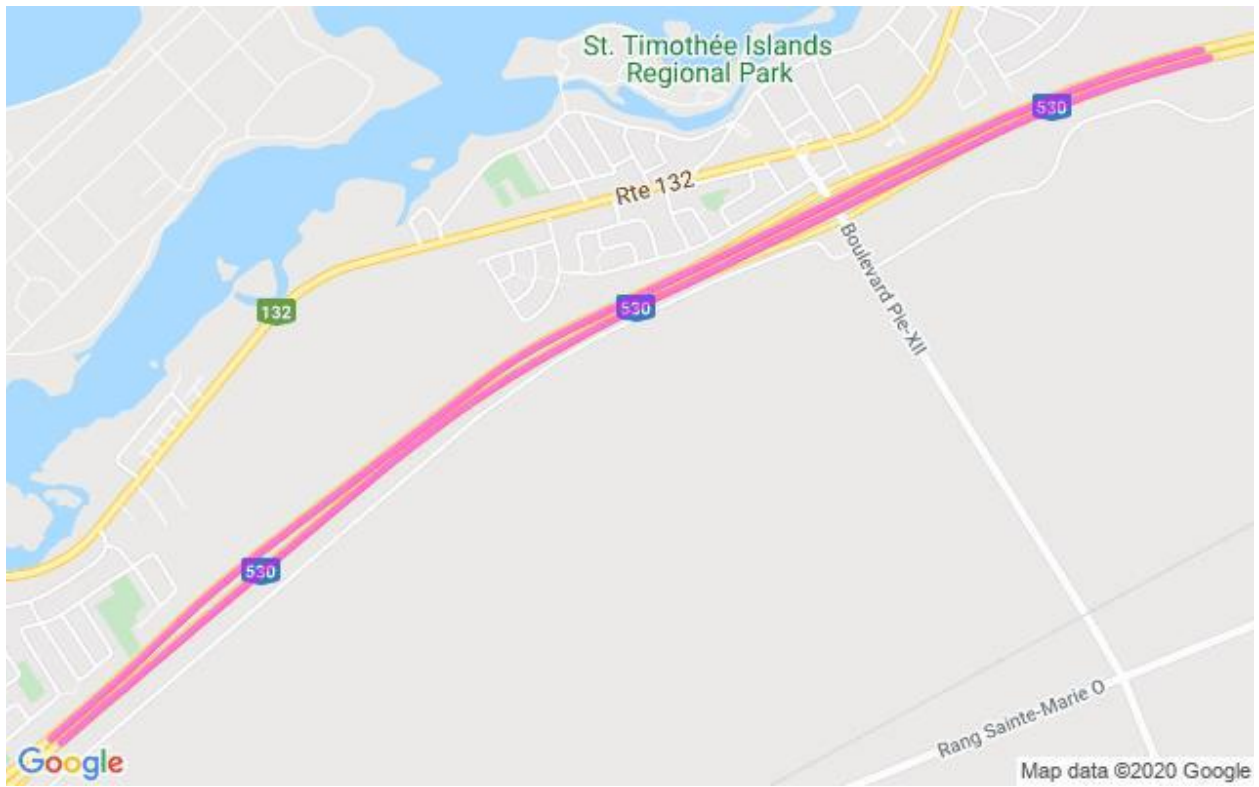 St. Timothée Islands
Regional Park
530
Rte 132
Boulevard Pie-XII
132
530
530
Rang Sainte-Marie O
Google
Map data ©2020 Google